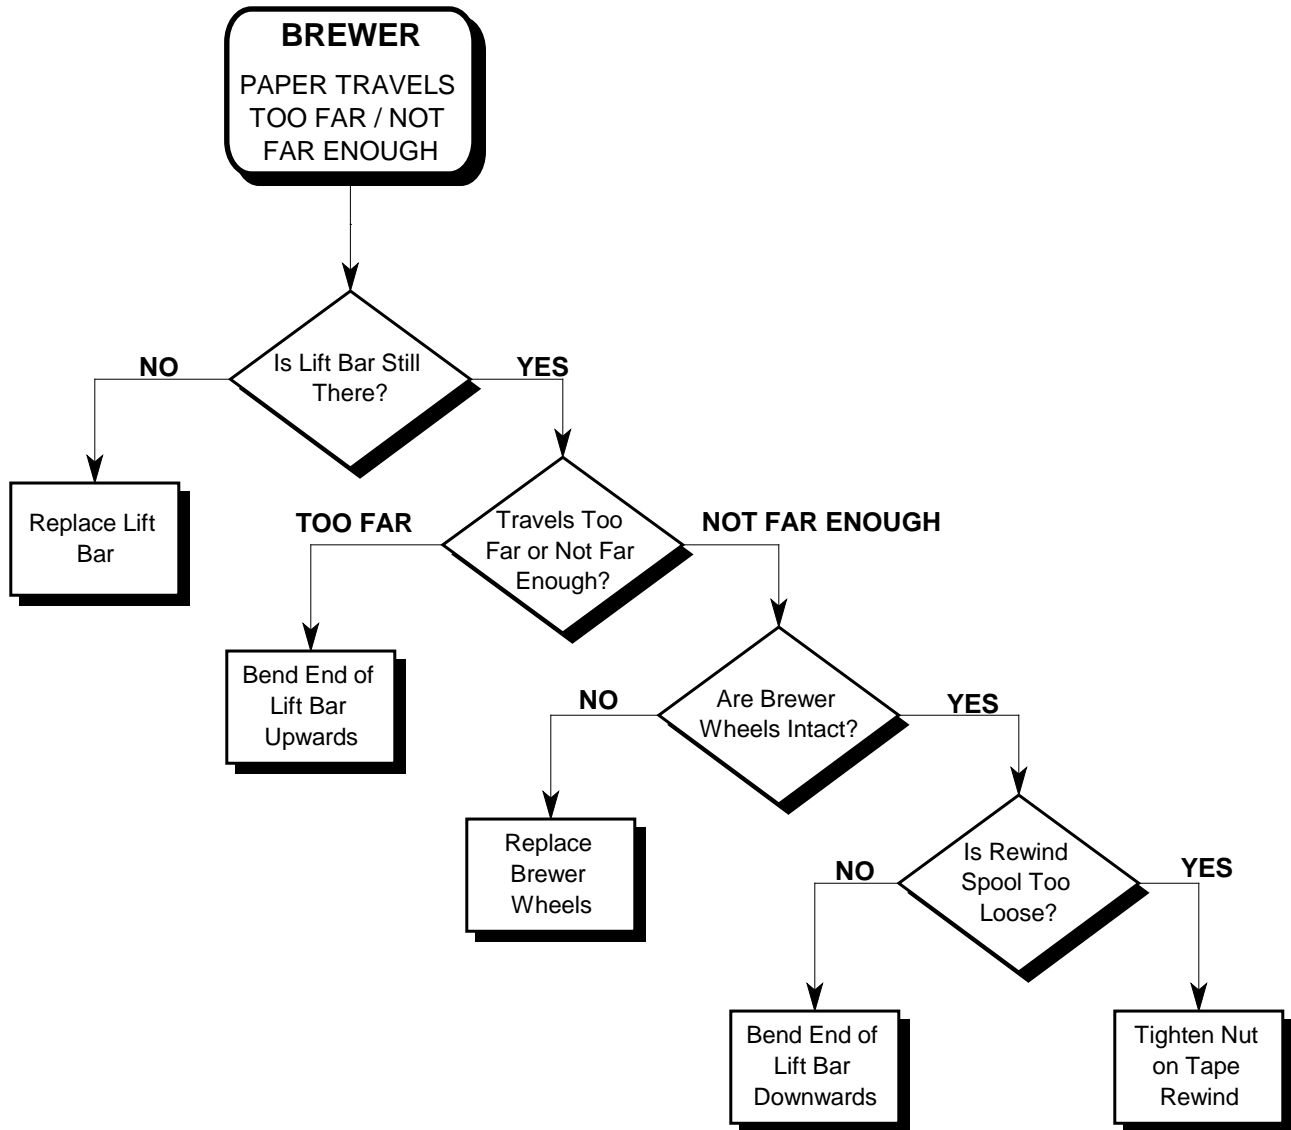 BREWER
PAPER TRAVELS
TOO FAR / NOT
FAR ENOUGH
Is Lift Bar Still
There?
NO
YES
Replace Lift
Bar
Travels Too
Far or Not Far
Enough?
TOO FAR
NOT FAR ENOUGH
Bend End of
Lift Bar
Upwards
Are Brewer
Wheels Intact?
NO
YES
Replace
Brewer
Wheels
Is Rewind
Spool Too
Loose?
NO
YES
Bend End of
Lift Bar
Downwards
Tighten Nut
on Tape
Rewind